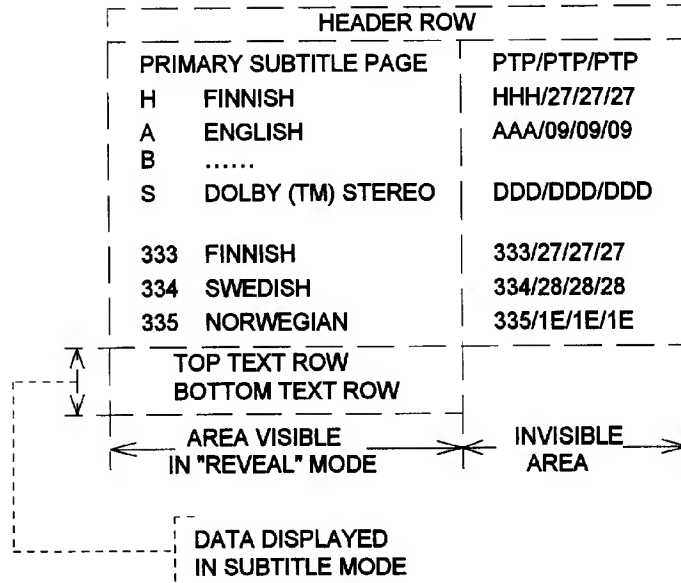 HEADER ROW
PRIMARY SUBTITLE PAGE PTP/PTP/PTP
H FINNISH HHH/27/27/27
A ENGLISH AAA/09/09/09
B ......
S DOLBY (TM) STEREO DDD/DDD/DDD
333 FINNISH 333/27/27/27
334 SWEDISH 334/28/28/28
335 NORWEGIAN 335/1E/1E/1E
TOP TEXT ROW
BOTTOM TEXT ROW
AREA VISIBLE INVISIBLE
IN "REVEAL" MODE AREA
DATA DISPLAYED
IN SUBTITLE MODE